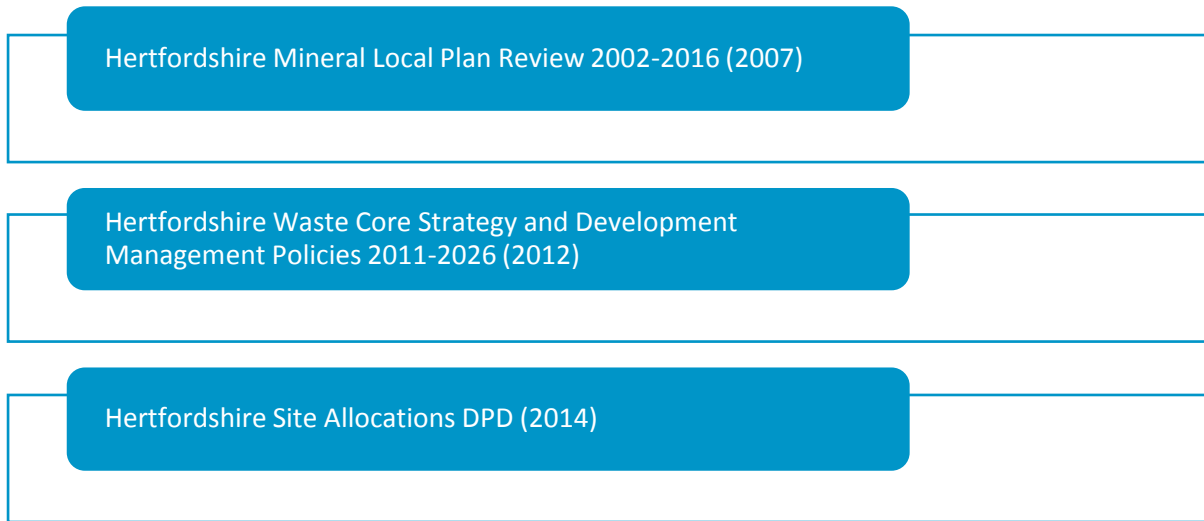 Hertfordshire Mineral Local Plan Review 2002-2016 (2007)
Hertfordshire Waste Core Strategy and Development
Management Policies 2011-2026 (2012)
Hertfordshire Site Allocations DPD (2014)